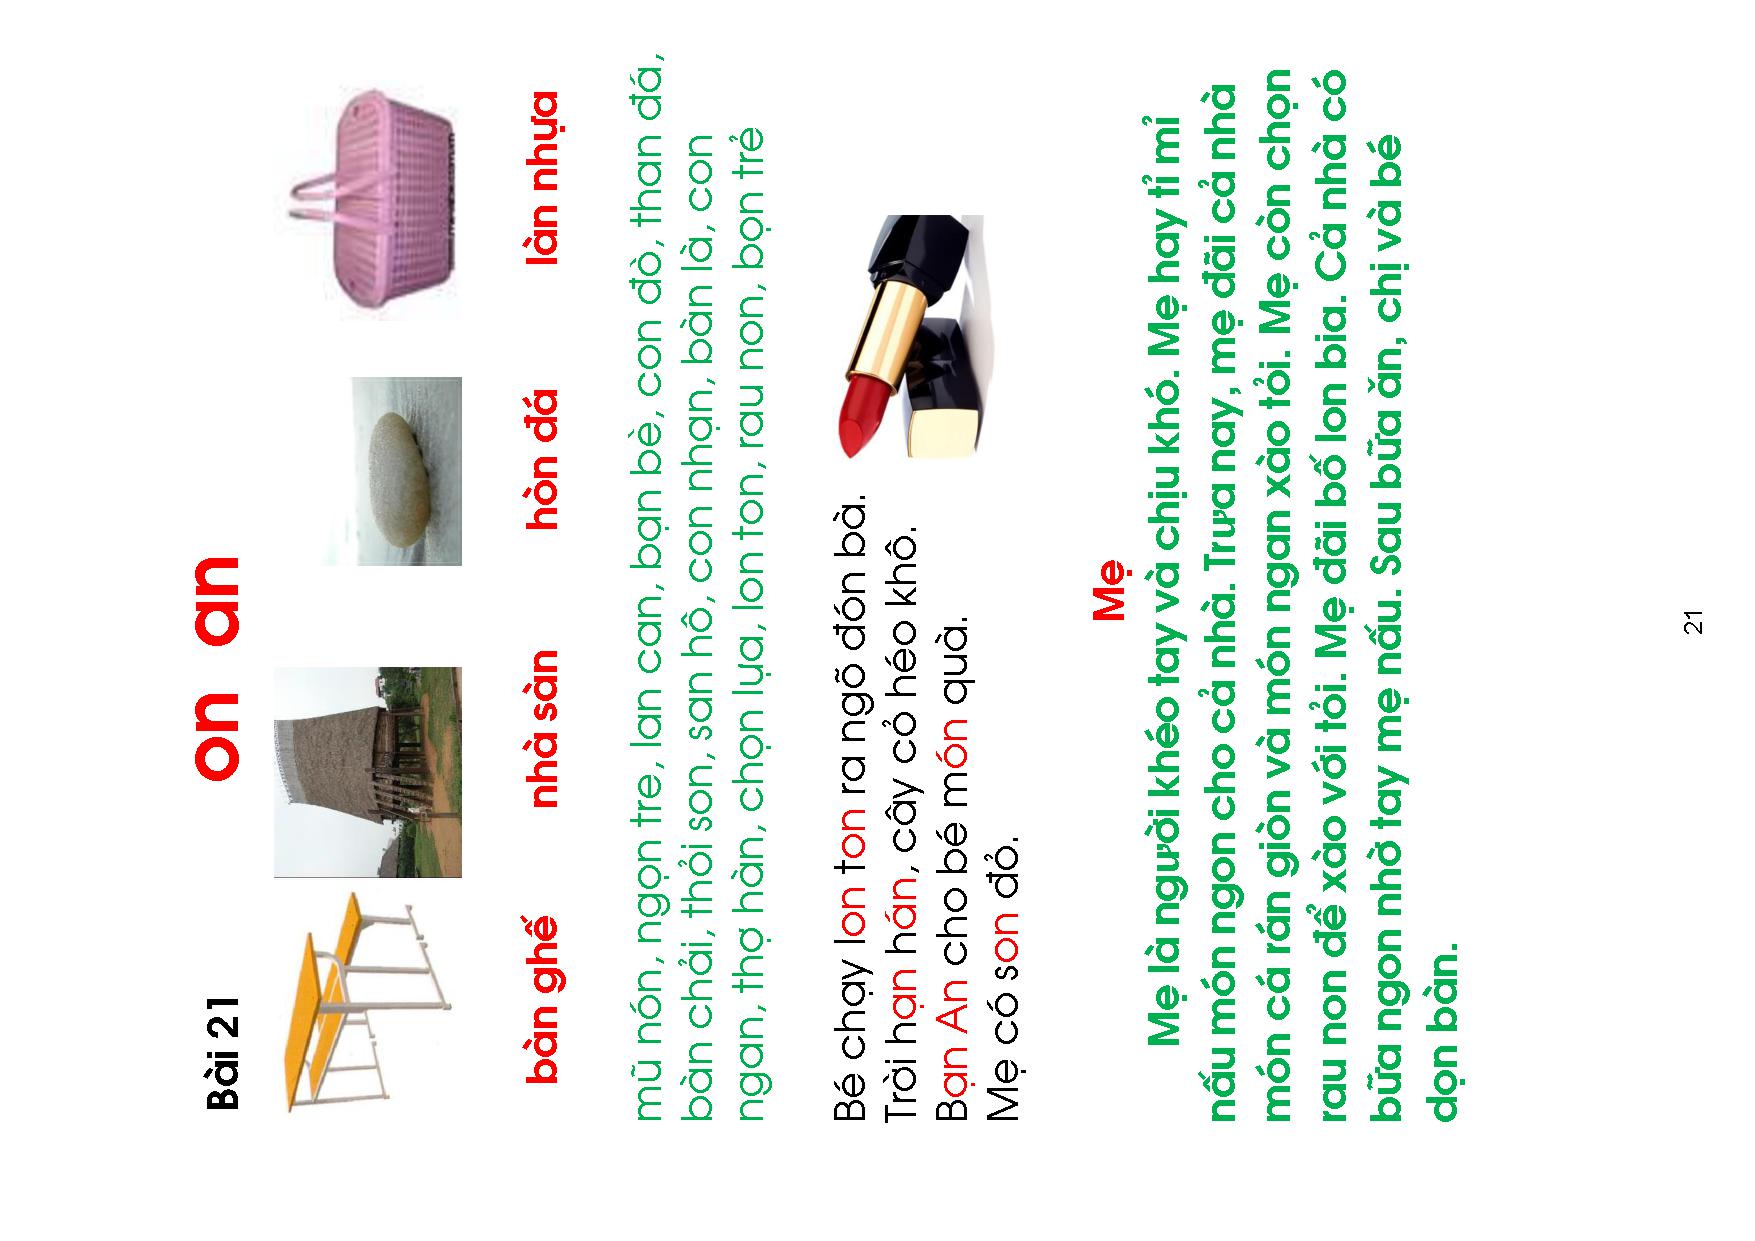 Bài 21 on an
bàn ghế nhà sàn hòn đá làn nhựa
mũ nón, ngọn tre, lan can, bạn bè, con đò, than đá,
bàn chải, thỏi son, san hô, con nhạn, bàn là, con
ngan, thợ hàn, chọn lựa, lon ton, rau non, bọn trẻ
Bé chạy lon ton ra ngõ đón bà.
Trời hạn hán, cây cỏ héo khô.
Bạn An cho bé món quà.
Mẹ có son đỏ.
Mẹ
Mẹ là người khéo tay và chịu khó. Mẹ hay tỉ mỉ
nấu món ngon cho cả nhà. Trưa nay, mẹ đãi cả nhà
món cá rán giòn và món ngan xào tỏi. Mẹ còn chọn
rau non để xào với tỏi. Mẹ đãi bố lon bia. Cả nhà có
bữa ngon nhờ tay mẹ nấu. Sau bữa ăn, chị và bé
dọn bàn.
21